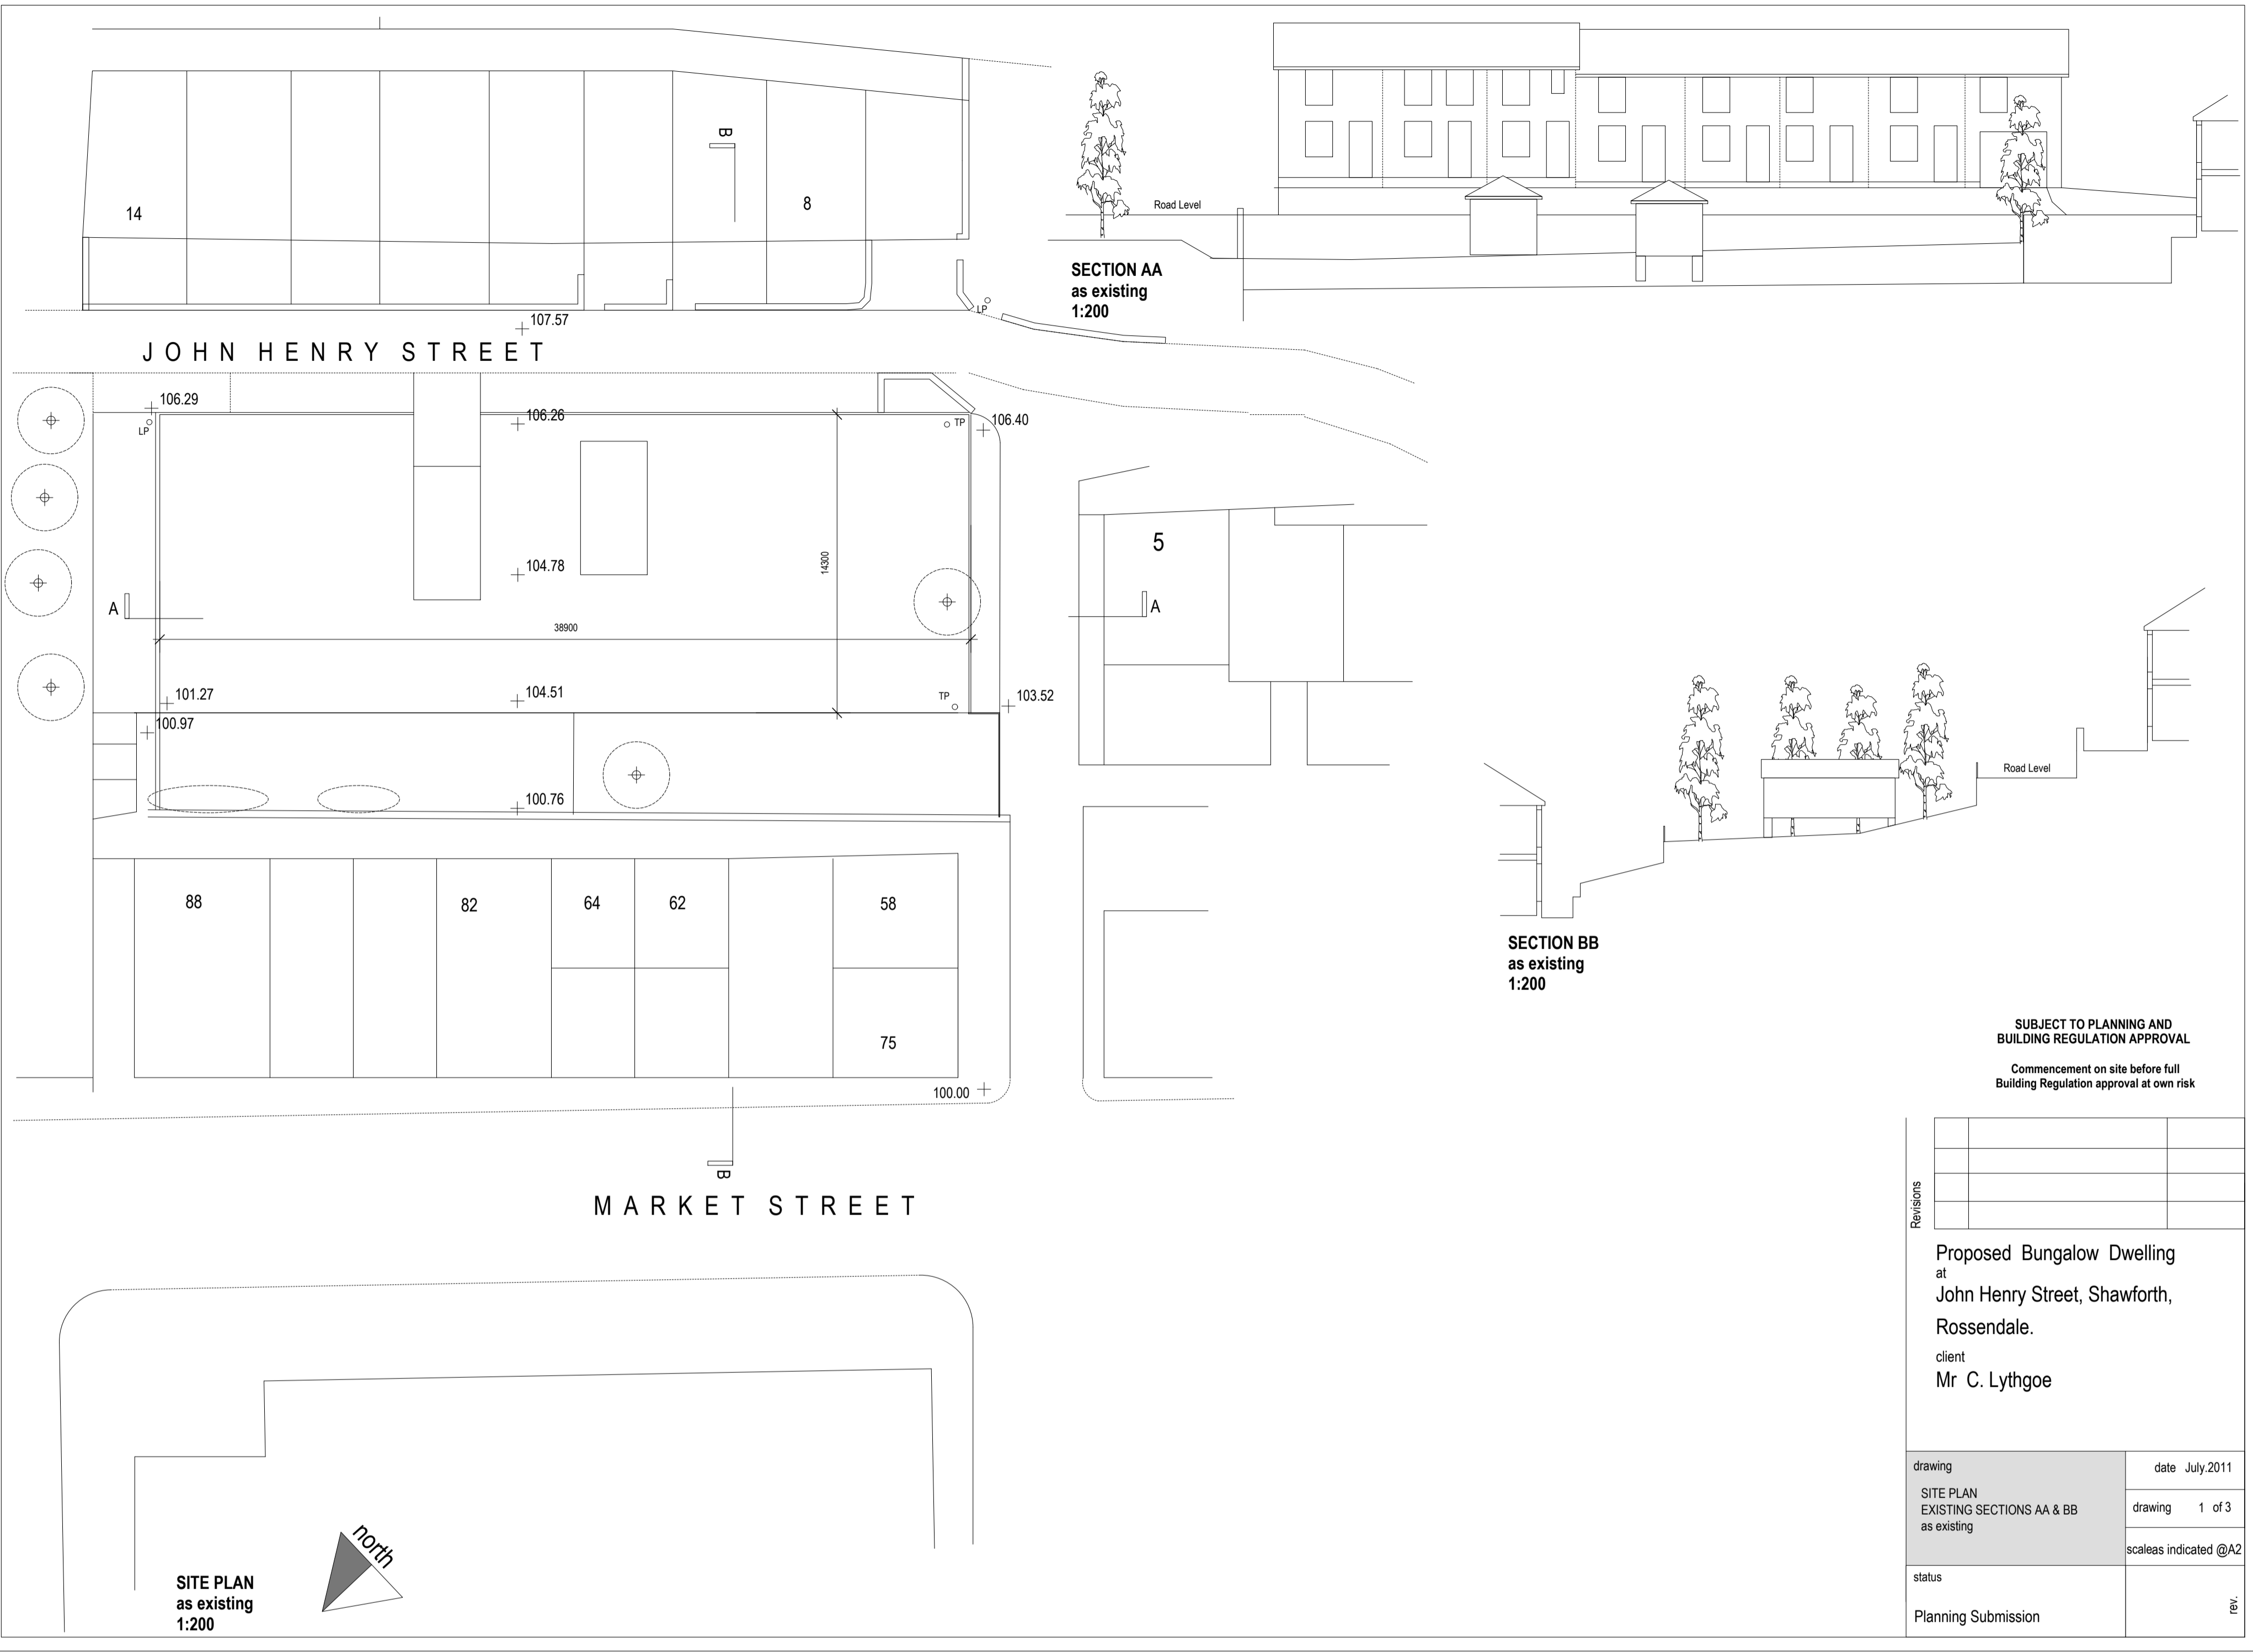 14
B
8
107.57
LP
JOHN HENRY STREET
106.29
LP
106.26
TP
106.40
104.78
14300
A
A
5
38900
101.27
104.51
TP
103.52
100.97
100.76
88
82
64
62
58
75
100.00
B
MARKET STREET
north
SITE PLAN
as existing
1:200
Road Level
SECTION AA
as existing
1:200
Road Level
SECTION BB
as existing
1:200
SUBJECT TO PLANNING AND
BUILDING REGULATION APPROVAL
Commencement on site before full
Building Regulation approval at own risk
Revisions
Proposed Bungalow Dwelling
at
John Henry Street, Shawforth,
Rossendale.
client
Mr C. Lythgoe
drawing
SITE PLAN
EXISTING SECTIONS AA & BB
as existing
date July.2011
drawing 1 of 3
scaleas indicated @A2
status
Planning Submission
rev.